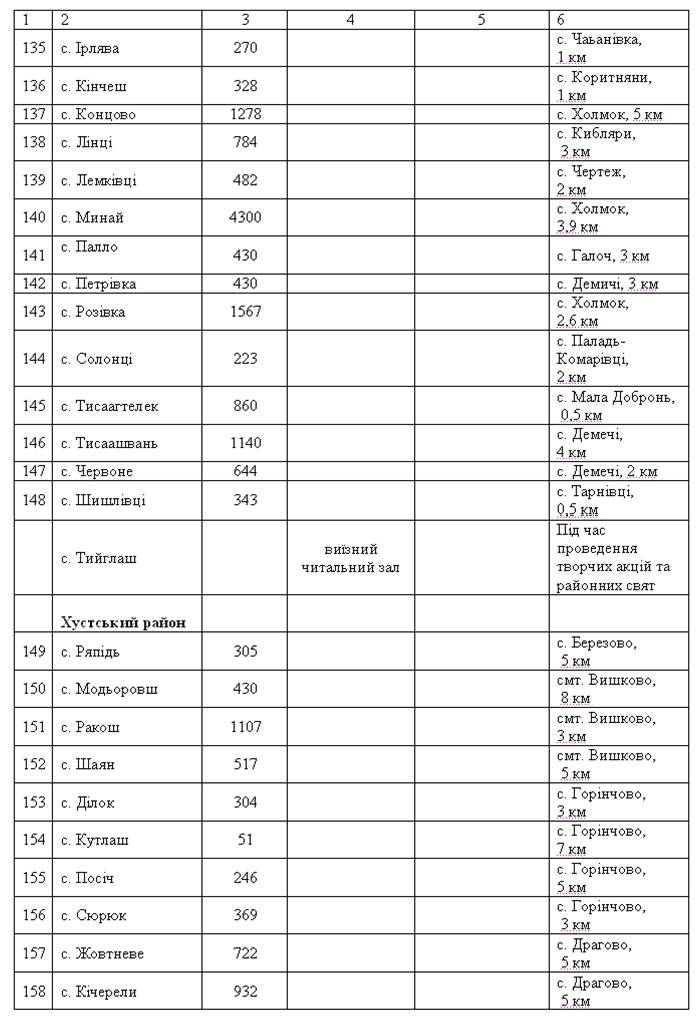 1 2 3 4 5 6
135 с. Ірлява 270 с. Чаьанівка,
1 км
136 с. Кінчеш 328 с. Коритняни,
1 км
137 с. Концово 1278 с. Холмок, 5 км
138 с. Лінці 784 с. Кибляри,
3 км
139 с. Лемківці 482 с. Чертеж,
2 км
140 с. Минай 4300 с. Холмок,
3,9 км
141 с. Палло 430 с. Галоч, 3 км
142 с. Петрівка 430 с. Демичі, 3 км
143 с. Розівка 1567 с. Холмок,
2,6 км
144 с. Солонці 223 с. Паладь-
Комарівці,
2 км
145 с. Тисаагтелек 860 с. Мала Добронь,
0,5 км
146 с. Тисаашвань 1140 с. Демечі,
4 км
147 с. Червоне 644 с. Демечі, 2 км
148 с. Шишлівці 343 с. Тарнівці,
0,5 км
с. Тийглаш виїзний
читальний зал Під час
проведення
творчих акцій та
районних свят
Хустський район
149 с. Ряпідь 305 с. Березово,
5 км
150 с. Модьоровш 430 смт. Вишково,
8 км
151 с. Ракош 1107 смт. Вишково,
3 км
152 с. Шаян 517 смт. Вишково,
5 км
153 с. Ділок 304 с. Горінчово,
3 км
154 с. Кутлаш 51 с. Горінчово,
7 км
155 с. Посіч 246 с. Горінчово,
5 км
156 с. Сюрюк 369 с. Горінчово,
3 км
157 с. Жовтневе 722 с. Драгово,
5 км
158 с. Кічерели 932 с. Драгово,
5 км